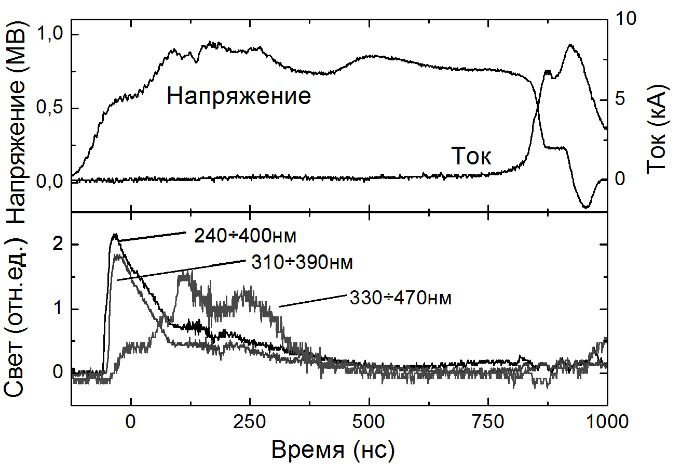 Напряжение (МВ)
1,0
0,5
0,0
Напряжение
Ток
10
5
0
Ток (кА)
Свет (отн.ед.)
2
1
0
240÷400нм
310÷390нм
330÷470нм
0
250
500
750
1000
Время (нс)